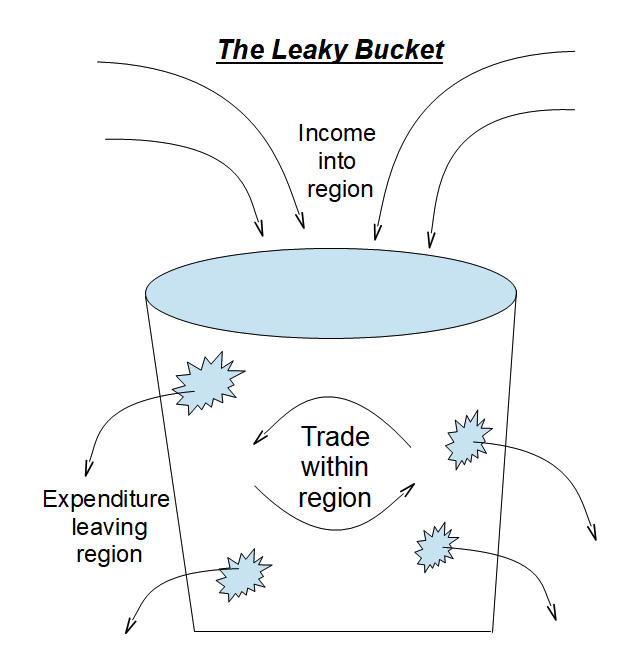 The Leaky Bucket
Income
into
region
Trade
within
region
Expenditure
leaving
region